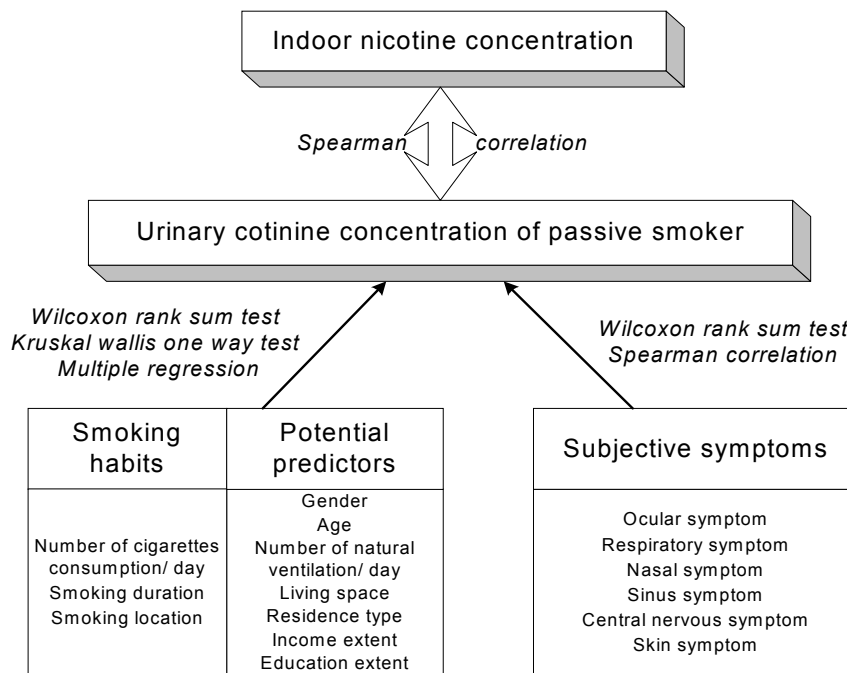 Indoor nicotine concentration
Spearman correlation
Urinary cotinine concentration of passive smoker
Wilcoxon rank sum test
Kruskal wallis one way test
Multiple regression
Wilcoxon rank sum test
Spearman correlation
Smoking
habits
Number of cigarettes
consumption/ day
Smoking duration
Smoking location
Potential
predictors
Gender
Age
Number of natural
ventilation/ day
Living space
Residence type
Income extent
Education extent
Subjective symptoms
Ocular symptom
Respiratory symptom
Nasal symptom
Sinus symptom
Central nervous symptom
Skin symptom